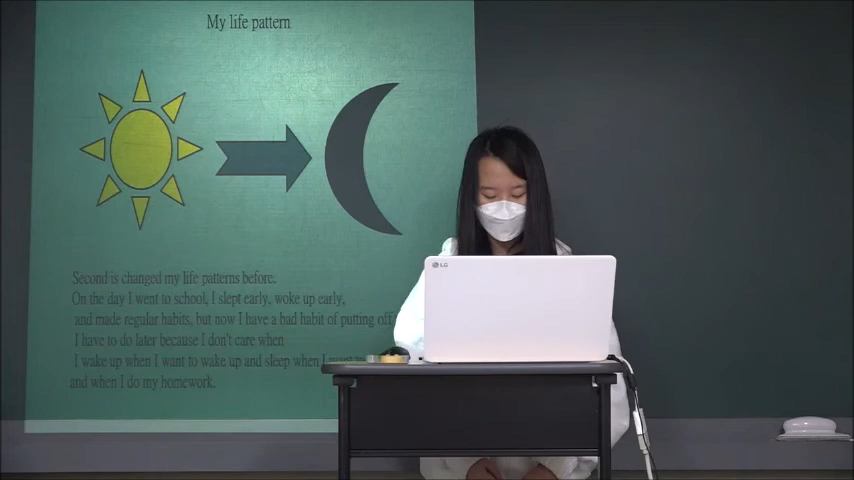 My life pattern
Second is changed my life patterns before.
On the day I went to school, I slept early, woke up early,
and made regular habits, but now I have a bad habit of putting off
I have to do later because I don't care when
I wake up when I want to wake up and sleep when I want
and when I do my homework.
LG